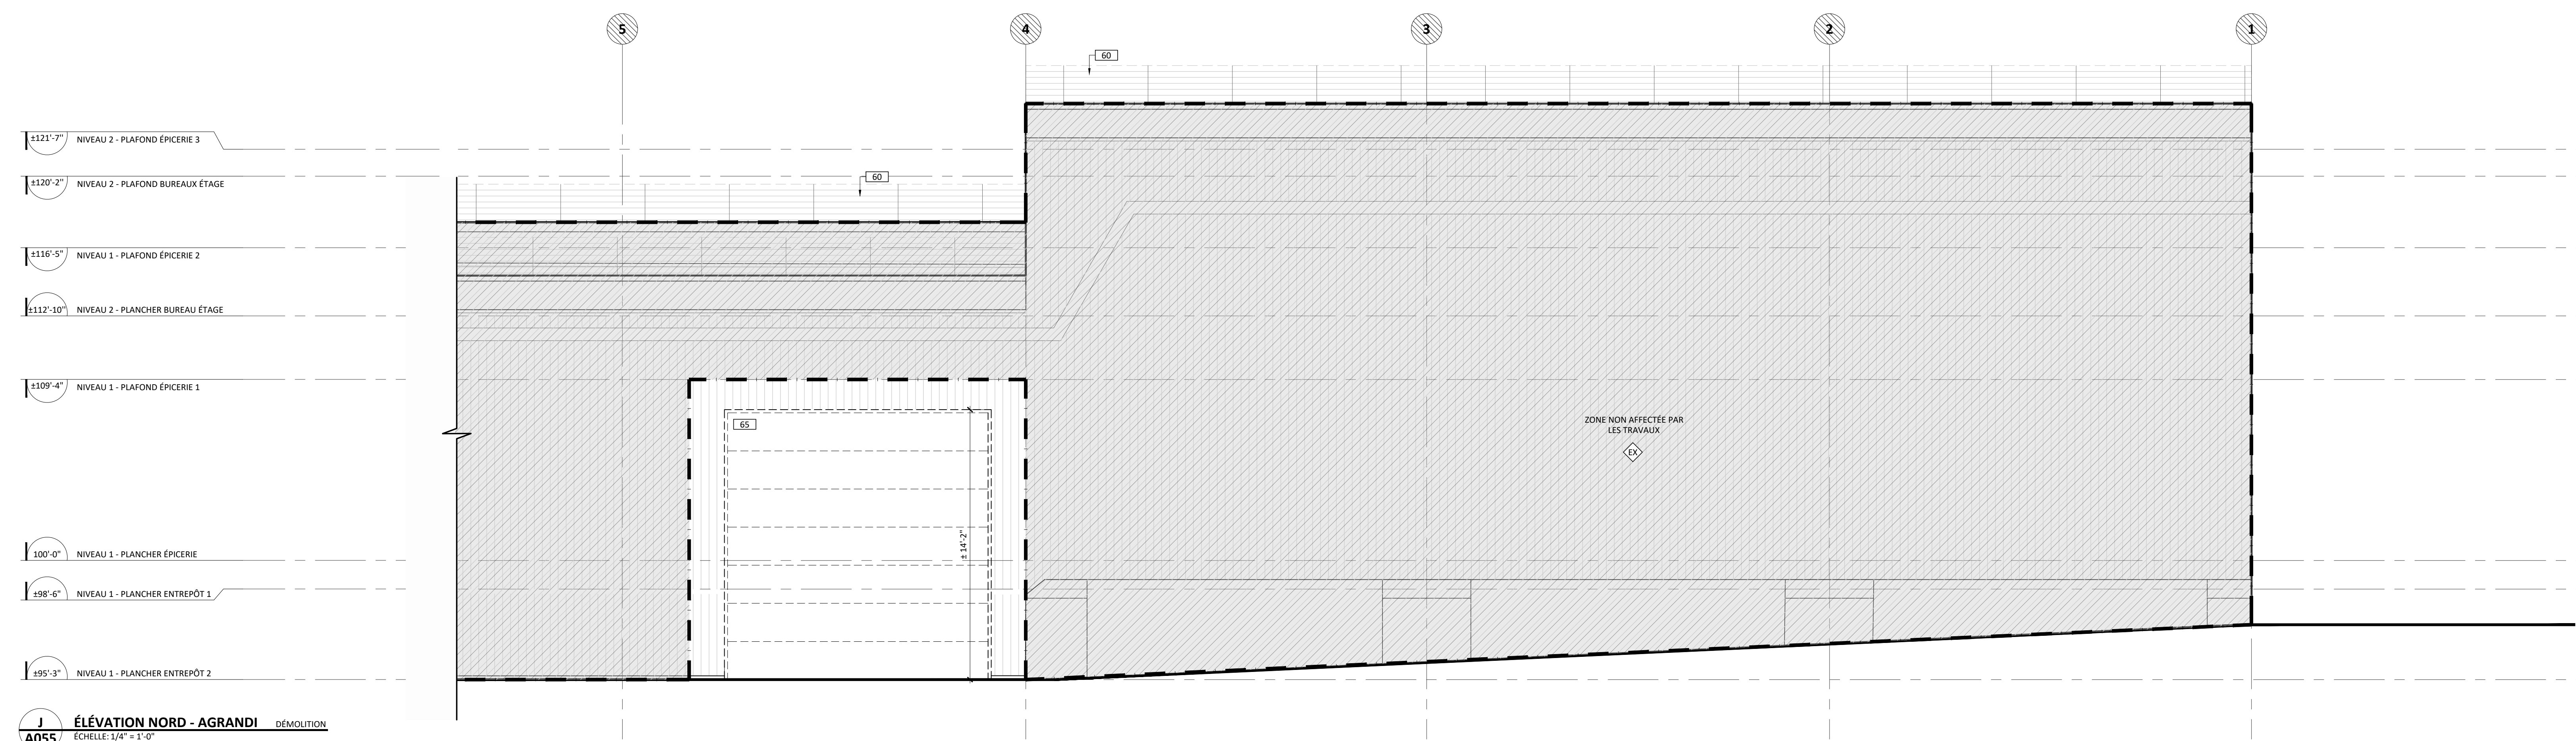 5
4
3
2
1
60
±121'-7"
NIVEAU 2 - PLAFOND ÉPICERIE 3
±120'-2"
NIVEAU 2 - PLAFOND BUREAUX ÉTAGE
60
±116'-5"
NIVEAU 1 - PLAFOND ÉPICERIE 2
±112'-10"
NIVEAU 2 - PLANCHER BUREAU ÉTAGE
±109'-4"
NIVEAU 1 - PLAFOND ÉPICERIE 1
65
ZONE NON AFFECTÉE PAR
LES TRAVAUX
EX
± 14'-2"
100'-0"
NIVEAU 1 - PLANCHER ÉPICERIE
±98'-6"
NIVEAU 1 - PLANCHER ENTREPÔT 1
±95'-3"
NIVEAU 1 - PLANCHER ENTREPÔT 2
J
ÉLÉVATION NORD - AGRANDI
DÉMOLITION
A055
ÉCHELLE: 1/4" = 1'-0"